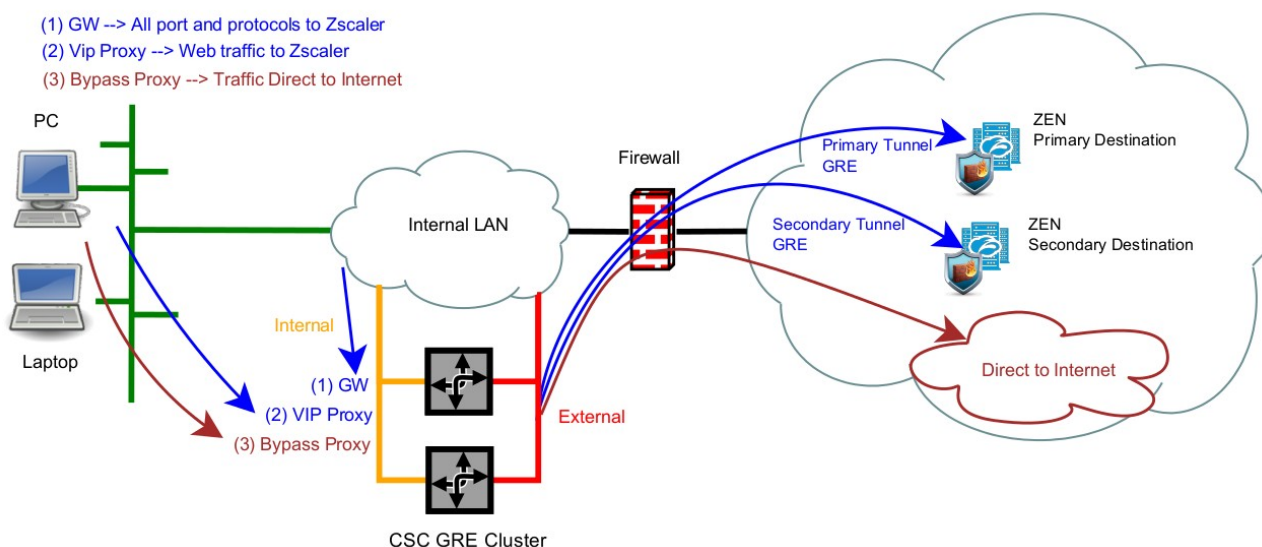 (1) GW --> All port and protocols to Zscaler
(2) Vip Proxy --> Web traffic to Zscaler
(3) Bypass Proxy --> Traffic Direct to Internet
PC
Laptop
Internal LAN
Firewall
Primary Tunnel
GRE
ZEN
Primary Destination
Secondary Tunnel
GRE
ZEN
Secondary Destination
Internal
(1) GW
(2) VIP Proxy
(3) Bypass Proxy
External
Direct to Internet
CSC GRE Cluster